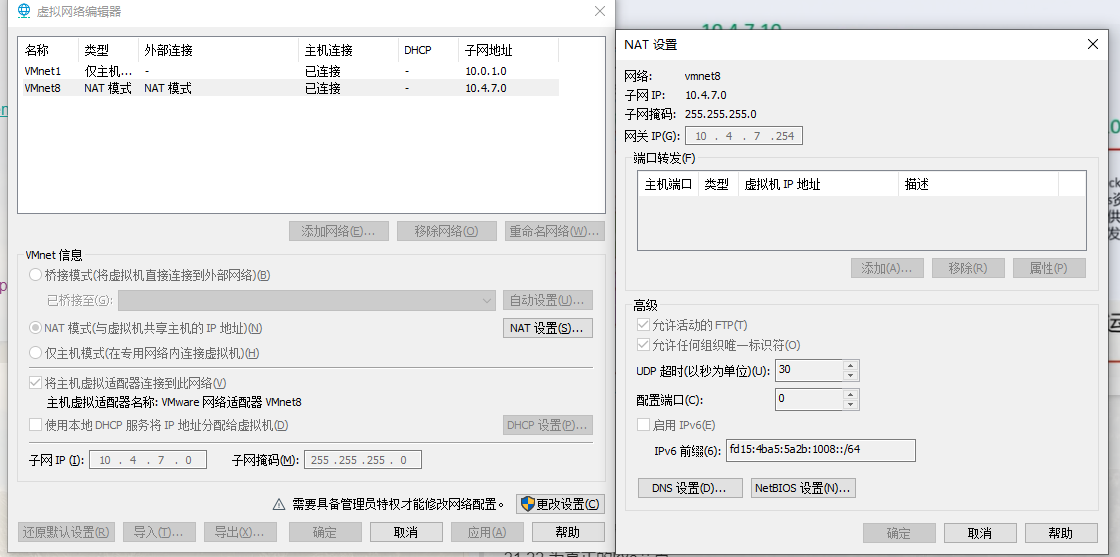 虚拟网络编辑器
名称 类型 外部连接 主机连接 DHCP 子网地址
VMnet1 仅主机... - 已连接 - 10.0.1.0
VMnet8 NAT 模式 NAT 模式 已连接 - 10.4.7.0
添加网络(E)... 移除网络(O) 重命名网络(W)...
VMnet 信息
桥接模式(将虚拟机直接连接到外部网络)(B)
已桥接至(G): 自动设置(U)...
NAT 模式(与虚拟机共享主机的 IP 地址)(N) NAT 设置(S)...
仅主机模式(在专用网络内连接虚拟机)(H)
将主机虚拟适配器连接到此网络(V)
主机虚拟适配器名称: VMware 网络适配器 VMnet8
使用本地 DHCP 服务将 IP 地址分配给虚拟机(D) DHCP 设置(P)...
子网 IP (I): 10 . 4 . 7 . 0 子网掩码(M): 255 .255 .255 . 0
需要具备管理员特权才能修改网络配置。 更改设置(C)
还原默认设置(R) 导入(T)... 导出(X)... 确定 取消 应用(A) 帮助
NAT 设置
网络: vmnet8
子网 IP: 10.4.7.0
子网掩码: 255.255.255.0
网关 IP(G): 10 . 4 . 7 .254
端口转发(F)
主机端口 类型 虚拟机 IP 地址 描述
添加(A)... 移除(R) 属性(P)
高级
允许活动的 FTP(T)
允许任何组织唯一标识符(O)
UDP 超时(以秒为单位)(U): 30
配置端口(C): 0
启用 IPv6(E)
IPv6 前缀(6): fd15:4ba5:5a2b:1008::/64
DNS 设置(D)... NetBIOS 设置(N)...
确定 取消 帮助